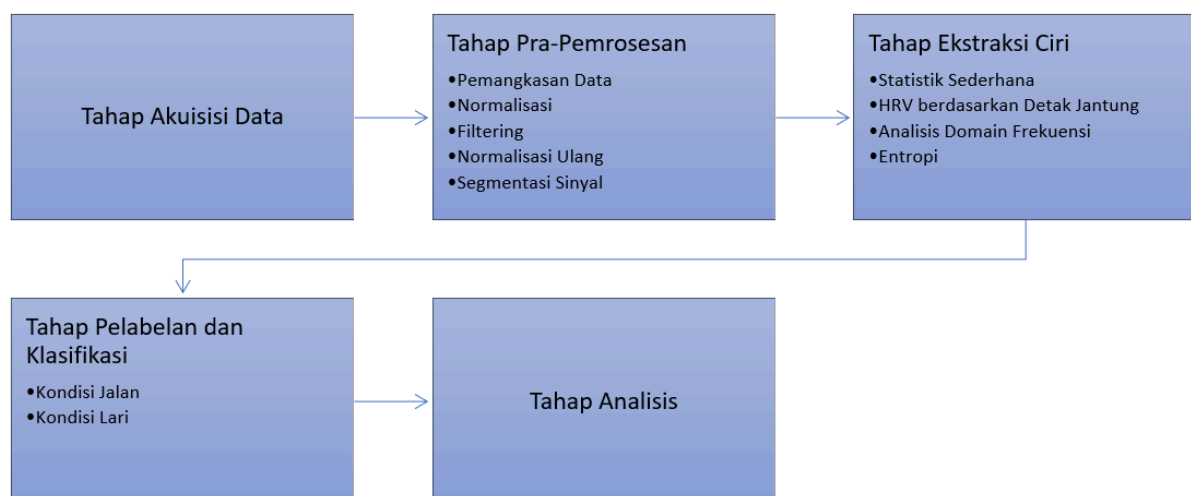 Tahap Akuisisi Data
Tahap Pra-Pemrosesan
•Pemangkasan Data
•Normalisasi
•Filtering
•Normalisasi Ulang
•Segmentasi Sinyal
Tahap Ekstraksi Ciri
•Statistik Sederhana
•HRV berdasarkan Detak Jantung
•Analisis Domain Frekuensi
•Entropi
Tahap Pelabelan dan
Klasifikasi
•Kondisi Jalan
•Kondisi Lari
Tahap Analisis